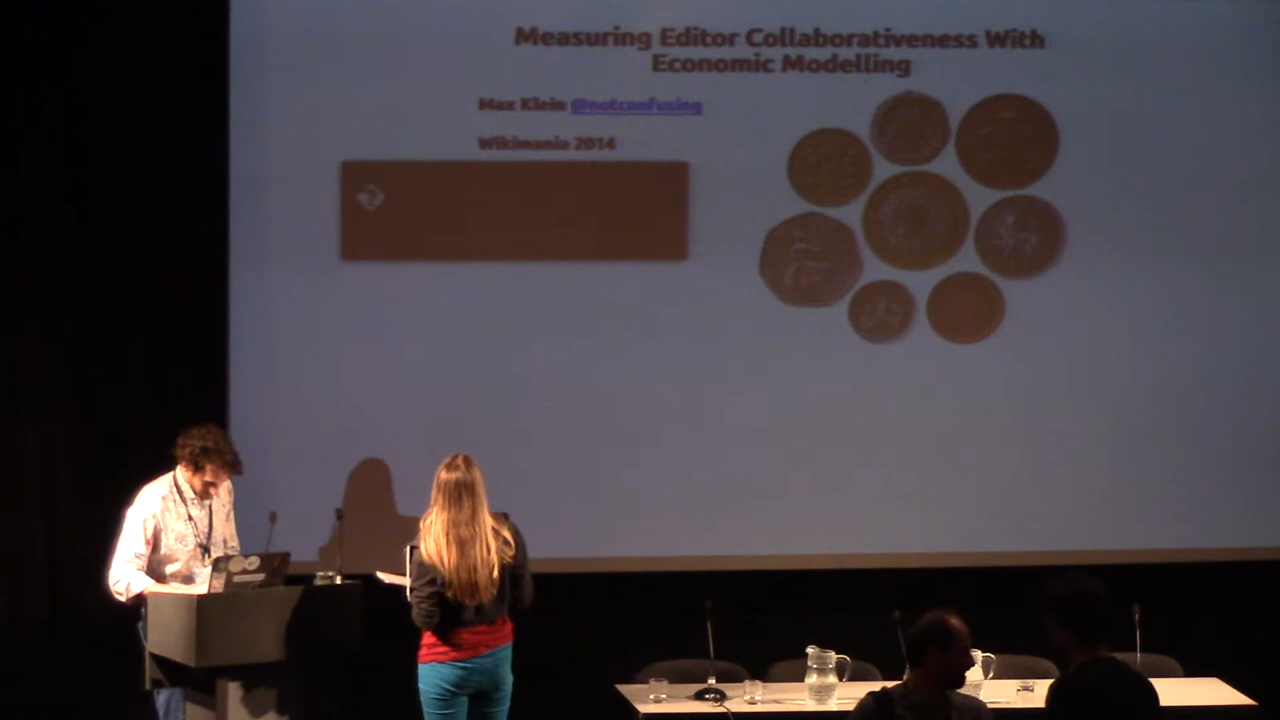 Measuring Editor Collaborativeness With
Economic Modelling
Max Klein @notconfusing
Wikimania 2014